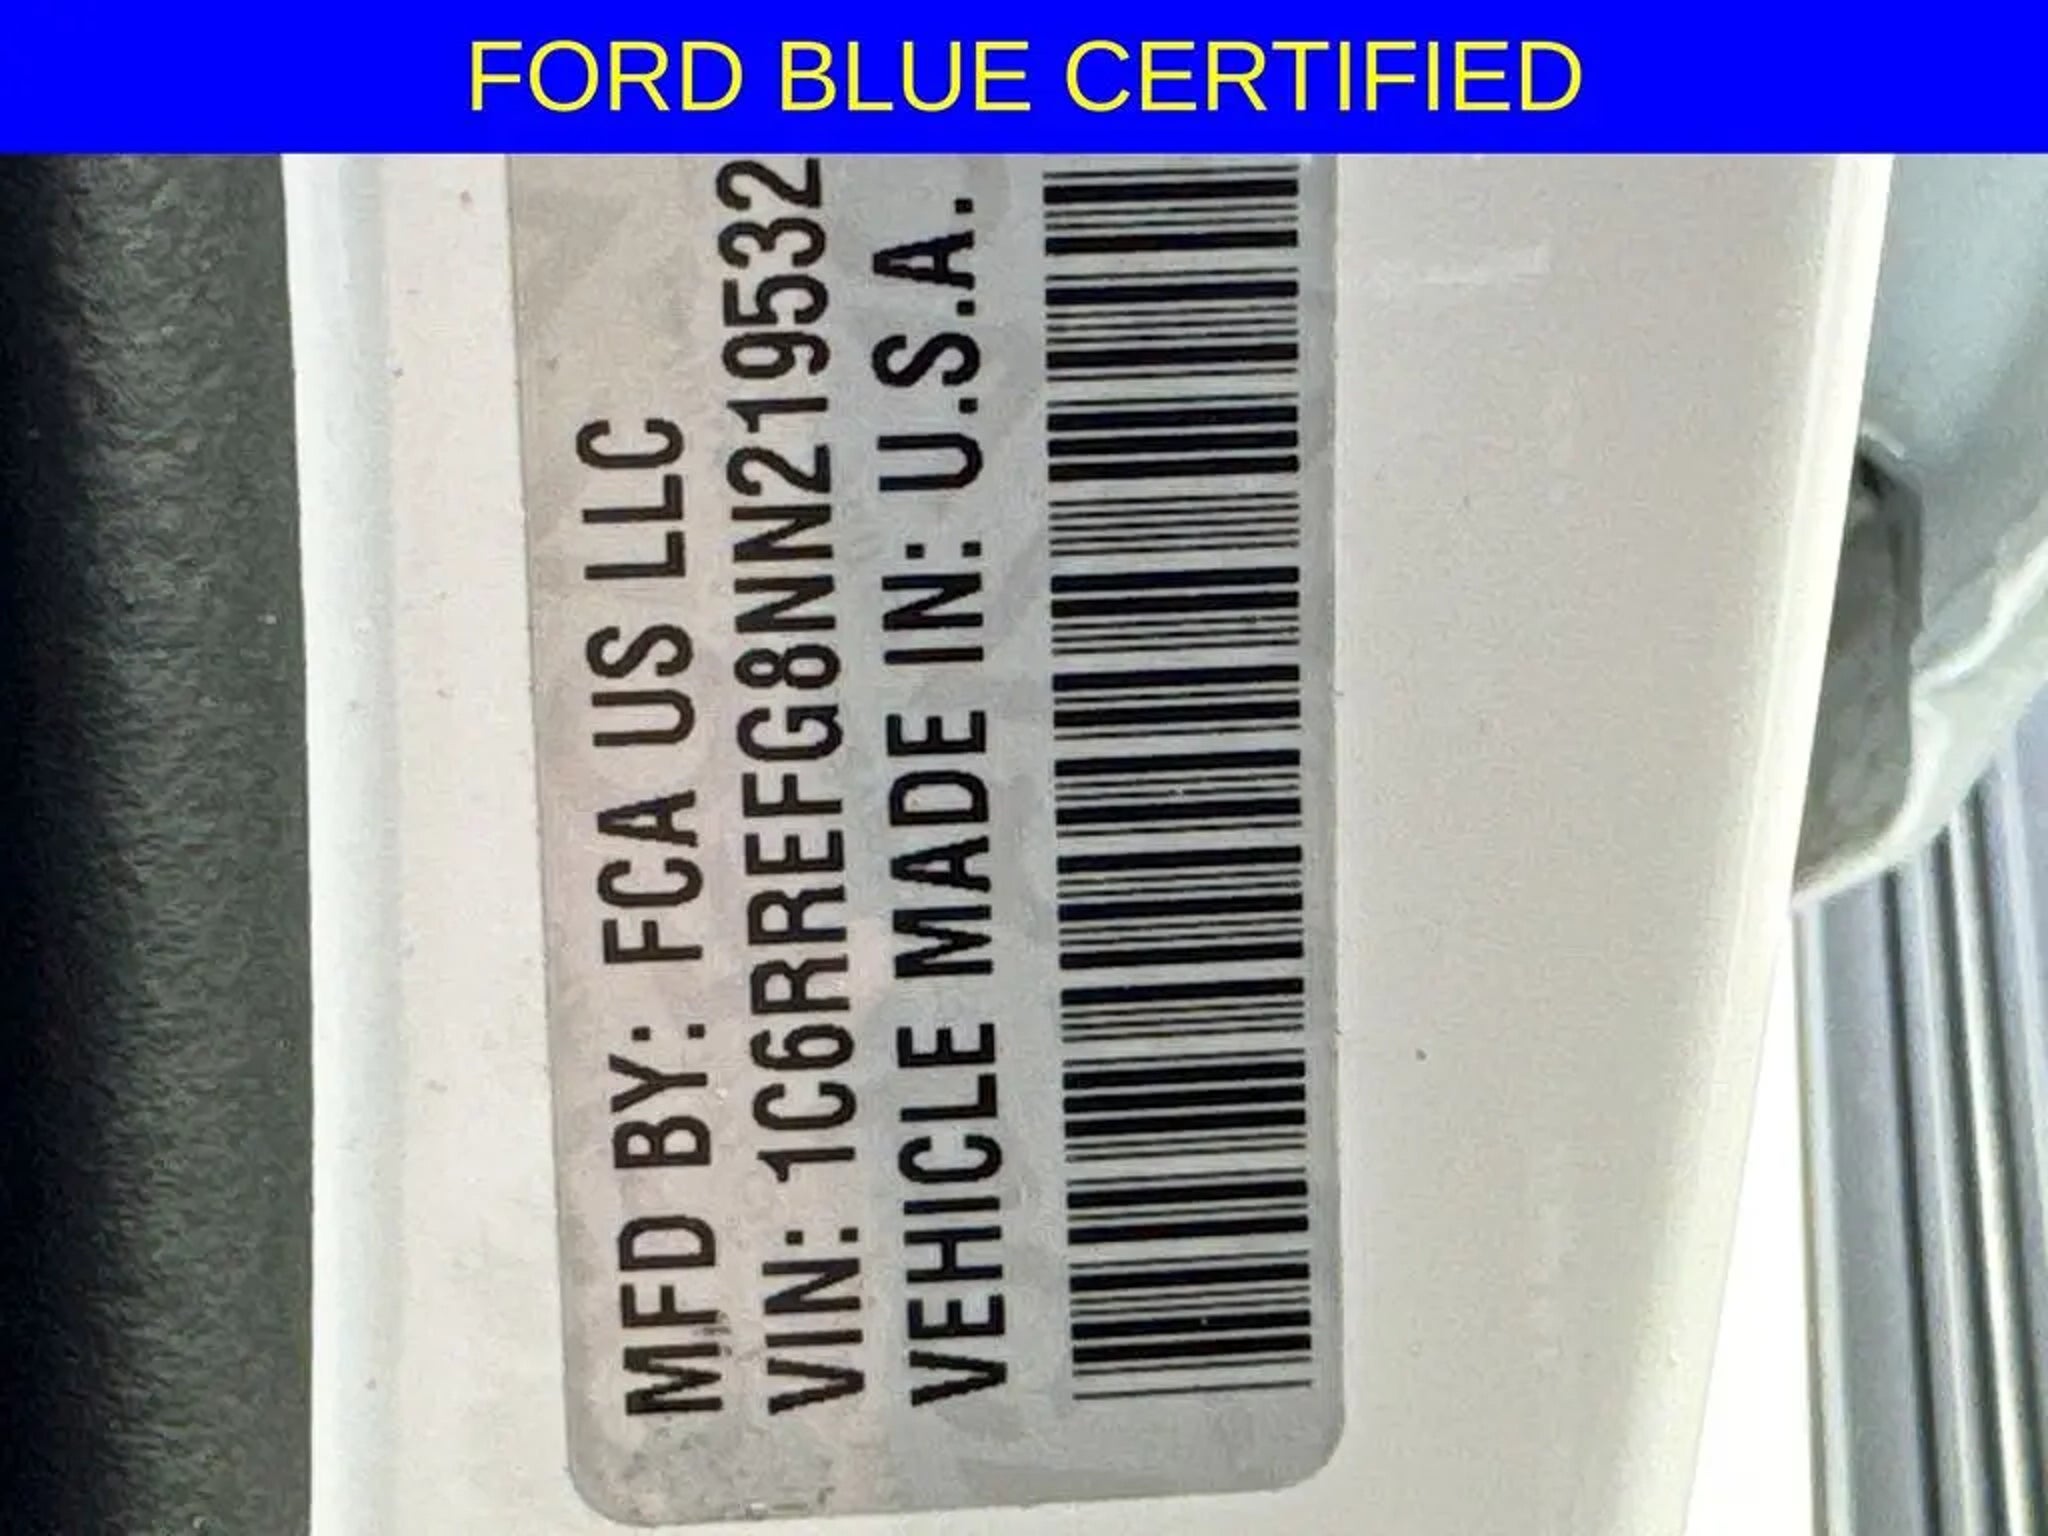 FORD BLUE CERTIFIED
MFD BY: FCA US LLC
VIN: 1C6RREFG8NN219532
VEHICLE MADE IN: U.S.A.